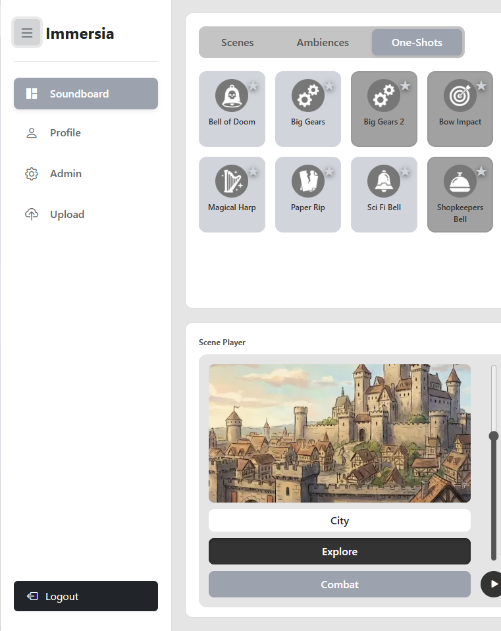 Immersia
Soundboard
Profile
Admin
Upload
Logout
Scenes Ambiences One-Shots
Bell of Doom Big Gears Big Gears 2 Bow Impact
Magical Harp Paper Rip Sci Fi Bell Shopkeepers
Bell
Scene Player
City
Explore
Combat